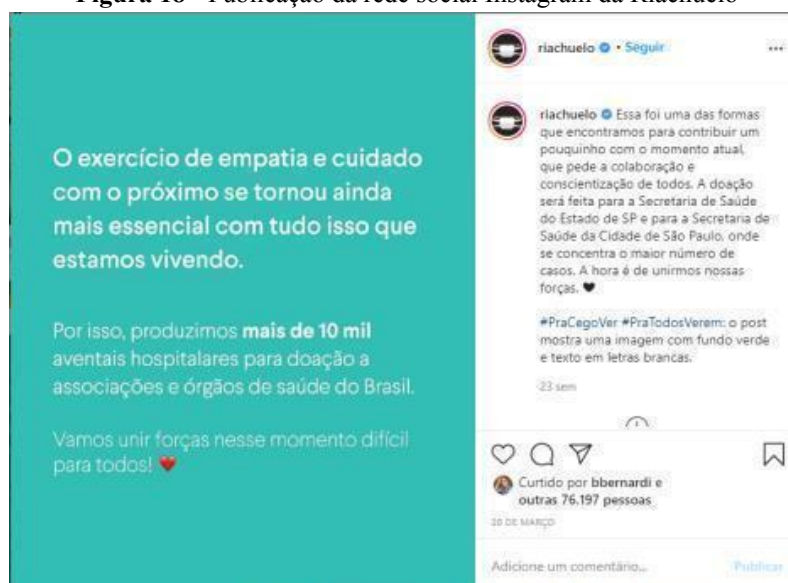 Figura 18 - Publicação da rede social Instagram da Riachuelo
O exercício de empatia e cuidado
com o próximo se tornou ainda
mais essencial com tudo isso que
estamos vivendo.
Por isso, produzimos mais de 10 mil
aventais hospitalares para doação a
associações e órgãos de saúde do Brasil.
Vamos unir forças nesse momento difícil
para todos! ❤️
riachuelo • Seguir
riachuelo Essa foi uma das formas
que encontramos para contribuir um
pouquinho com o momento atual,
que pede a colaboração e
conscientização de todos. A doação
será feita para a Secretaria de Saúde
do Estado de SP e para a Secretaria de
Saúde da Cidade de São Paulo, onde
se concentra o maior número de
casos. A hora é de unirmos nossas
forças. 🖤
#PraCegoVer #PraTodosVerem: o post
mostra uma imagem com fundo verde
e texto em letras brancas.
23 sem
Curtido por bbernardi e
outras 76.197 pessoas
20 DE MARÇO
Adicione um comentário...
Publicar